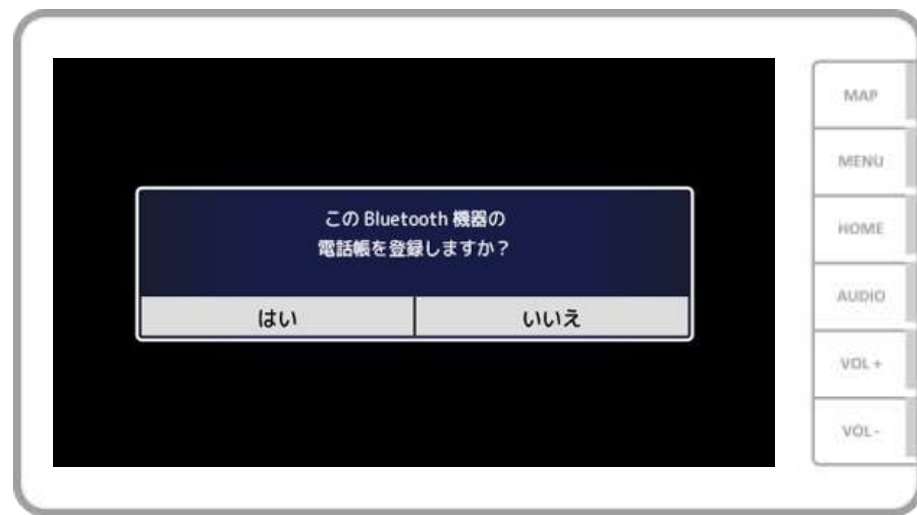 この Bluetooth 機器の
電話帳を登録しますか？
はい
いいえ
MAP
MENU
HOME
AUDIO
VOL +
VOL -